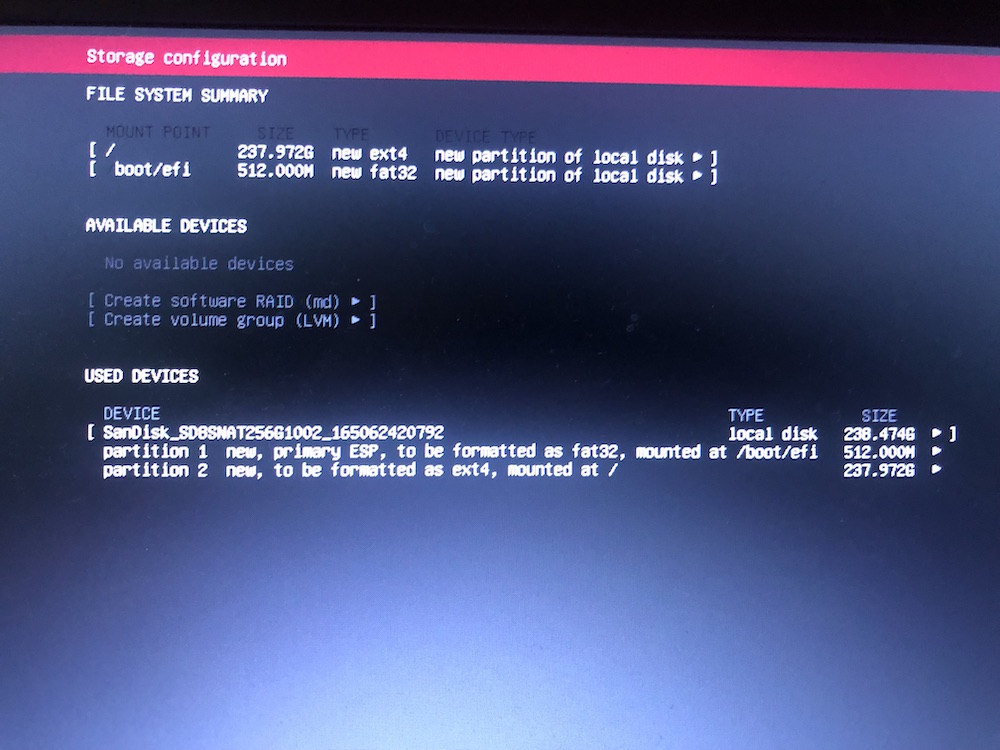 Storage configuration
FILE SYSTEM SUMMARY
MOUNT POINT SIZE TYPE DEVICE TYPE
[ / 237.972G new ext4 new partition of local disk ▸ ]
[ boot/efi 512.000M new fat32 new partition of local disk ▸ ]
AVAILABLE DEVICES
No available devices
[ Create software RAID (md) ▸ ]
[ Create volume group (LVM) ▸ ]
USED DEVICES
DEVICE TYPE SIZE
[ SanDisk_SD8SNAT256G1002_165062420792 local disk 238.474G ▸ ]
partition 1 new, primary ESP, to be formatted as fat32, mounted at /boot/efi 512.000M ▸
partition 2 new, to be formatted as ext4, mounted at / 237.972G ▸